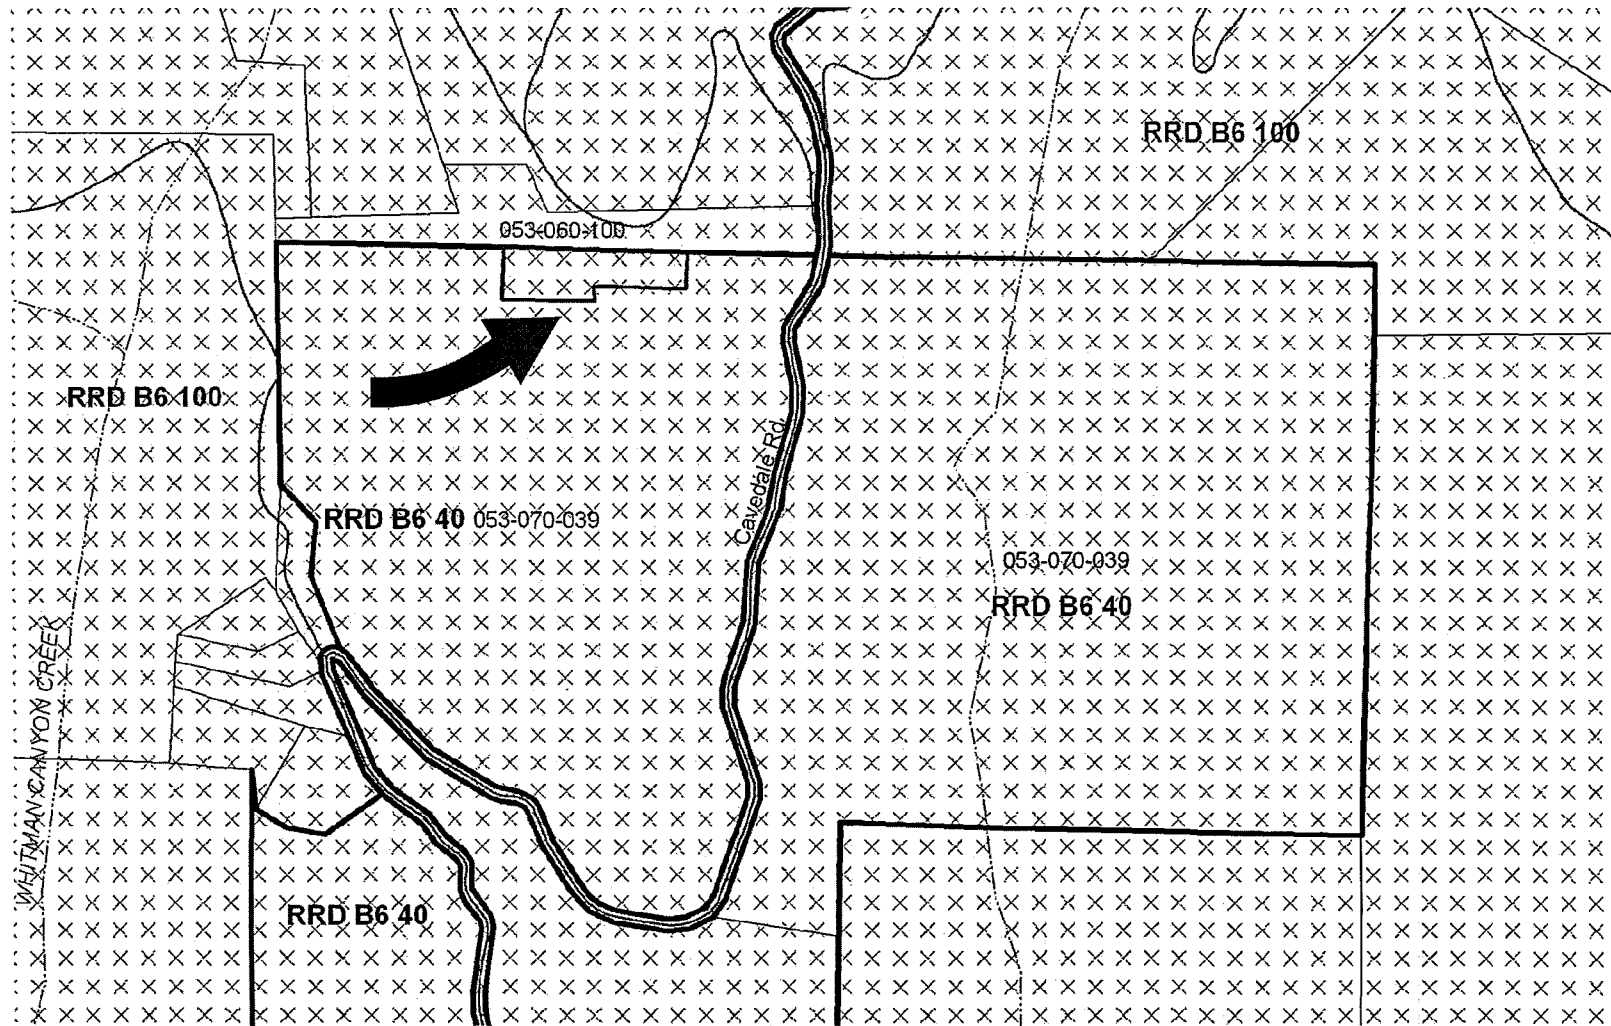 RRD B6 100
053-060-100
RRD B6 100
Cavedale Rd
RRD B6 40 053-070-039
053-070-039
RRD B6 40
WHITMAN CANYON CREEK
RRD B6 40